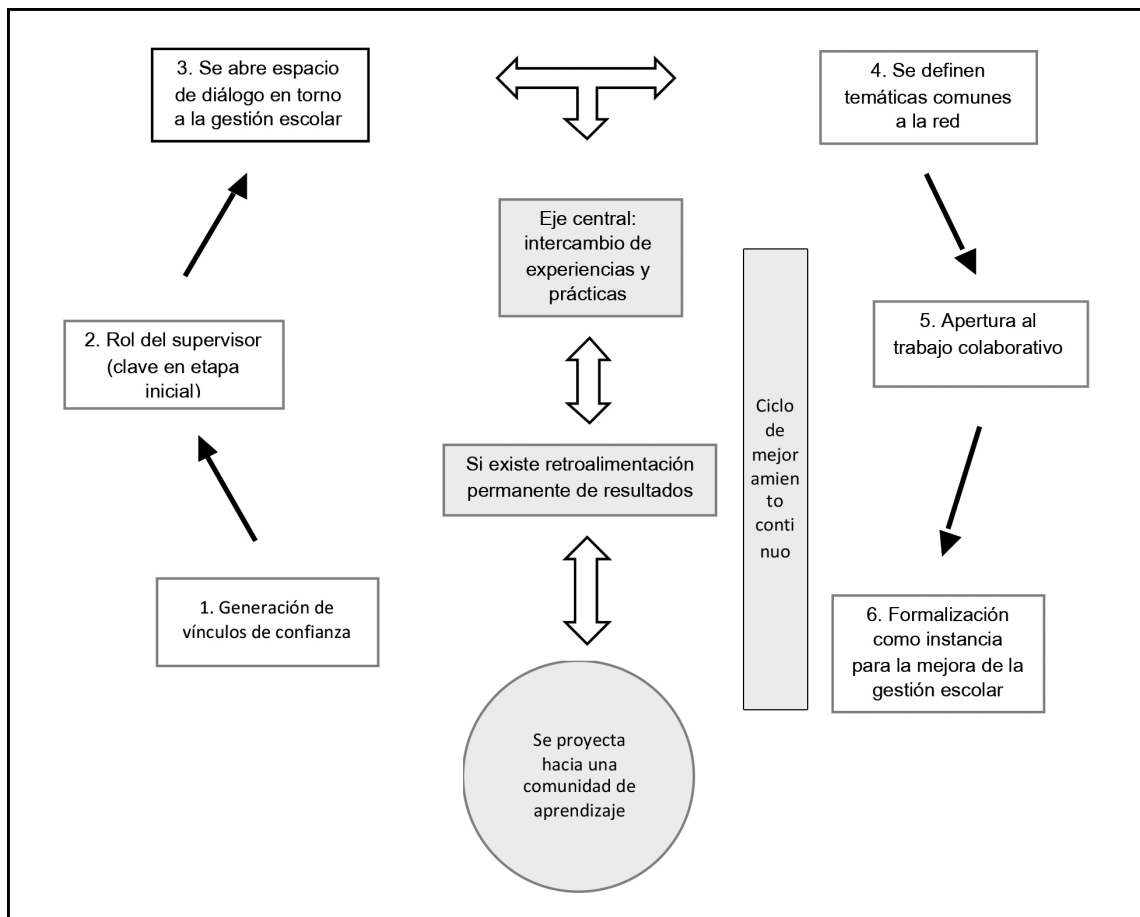 3. Se abre espacio
de diálogo en torno
a la gestión escolar
4. Se definen
temáticas comunes
a la red
Eje central:
intercambio de
experiencias y
prácticas
2. Rol del supervisor
(clave en etapa
inicial)
5. Apertura al
trabajo colaborativo
Ciclo
de
mejor
amien
to
conti
nuo
Si existe retroalimentación
permanente de resultados
1. Generación de
vínculos de confianza
6. Formalización
como instancia
para la mejora de la
gestión escolar
Se proyecta
hacia una
comunidad de
aprendizaje